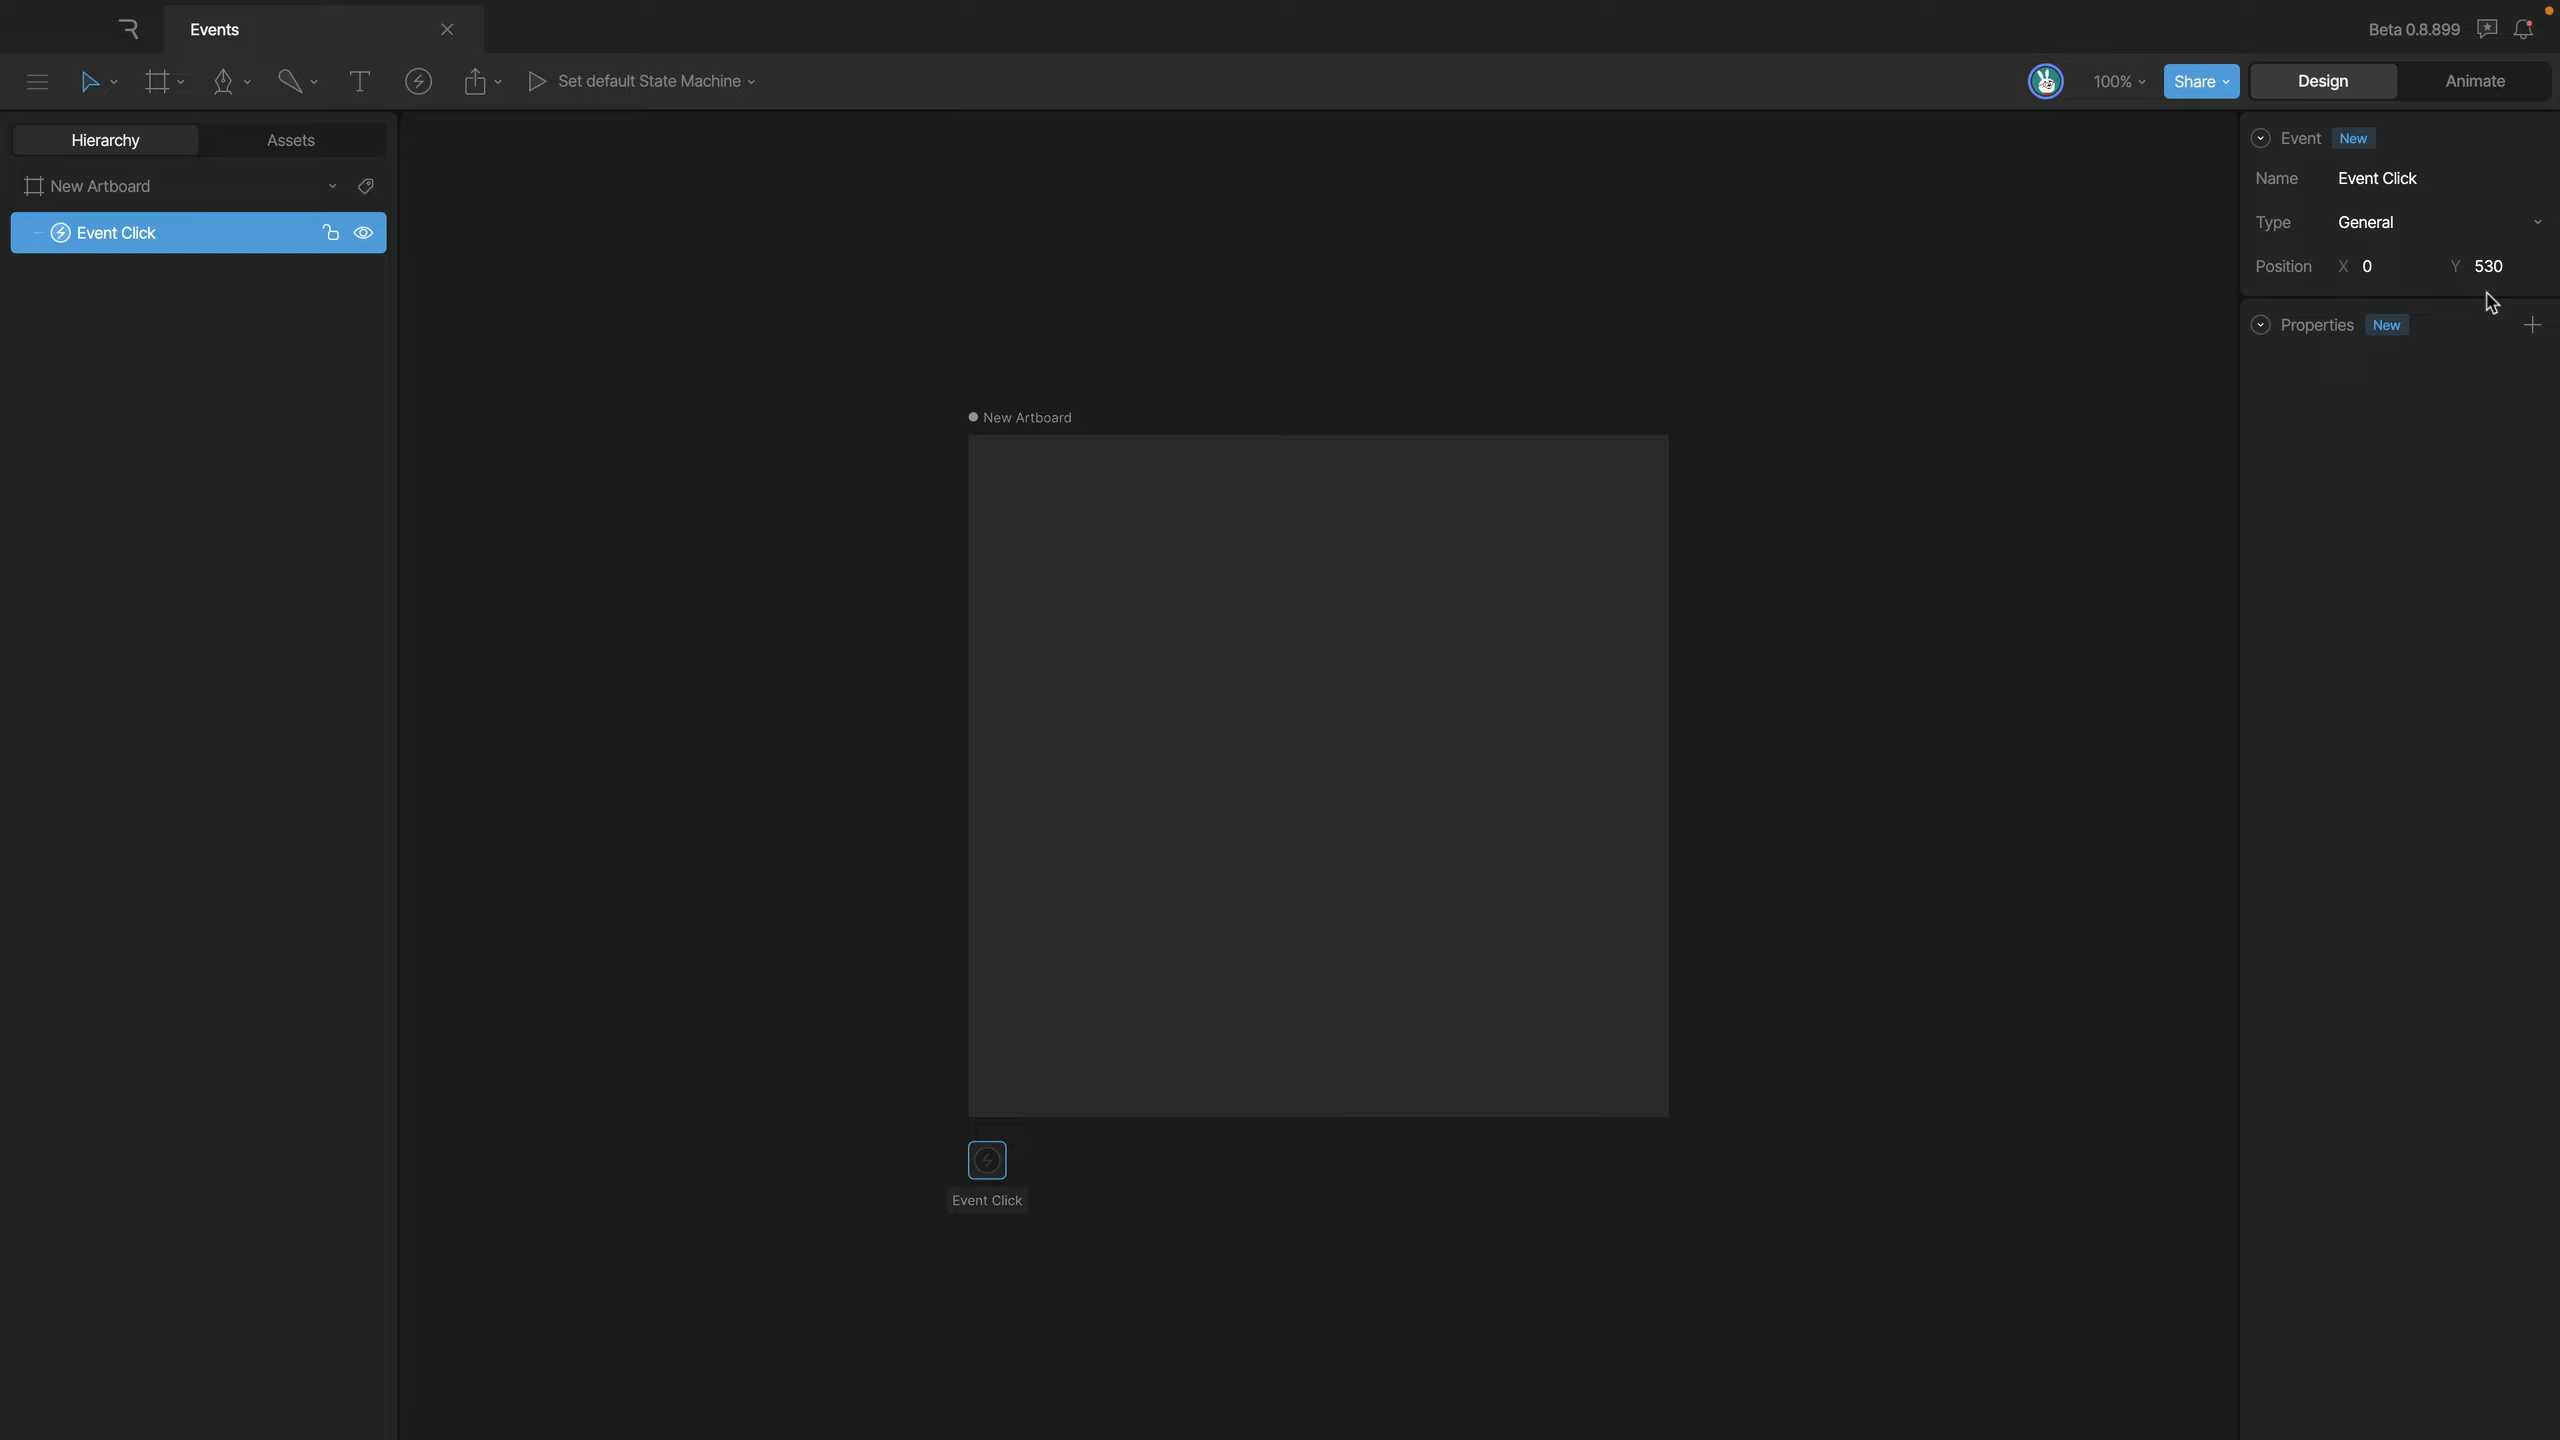 Events
Beta 0.8.899
Set default State Machine
100%
Share
Design
Animate
Hierarchy
Assets
New Artboard
Event Click
Event New
Name Event Click
Type General
Position X 0 Y 530
Properties New
New Artboard
Event Click